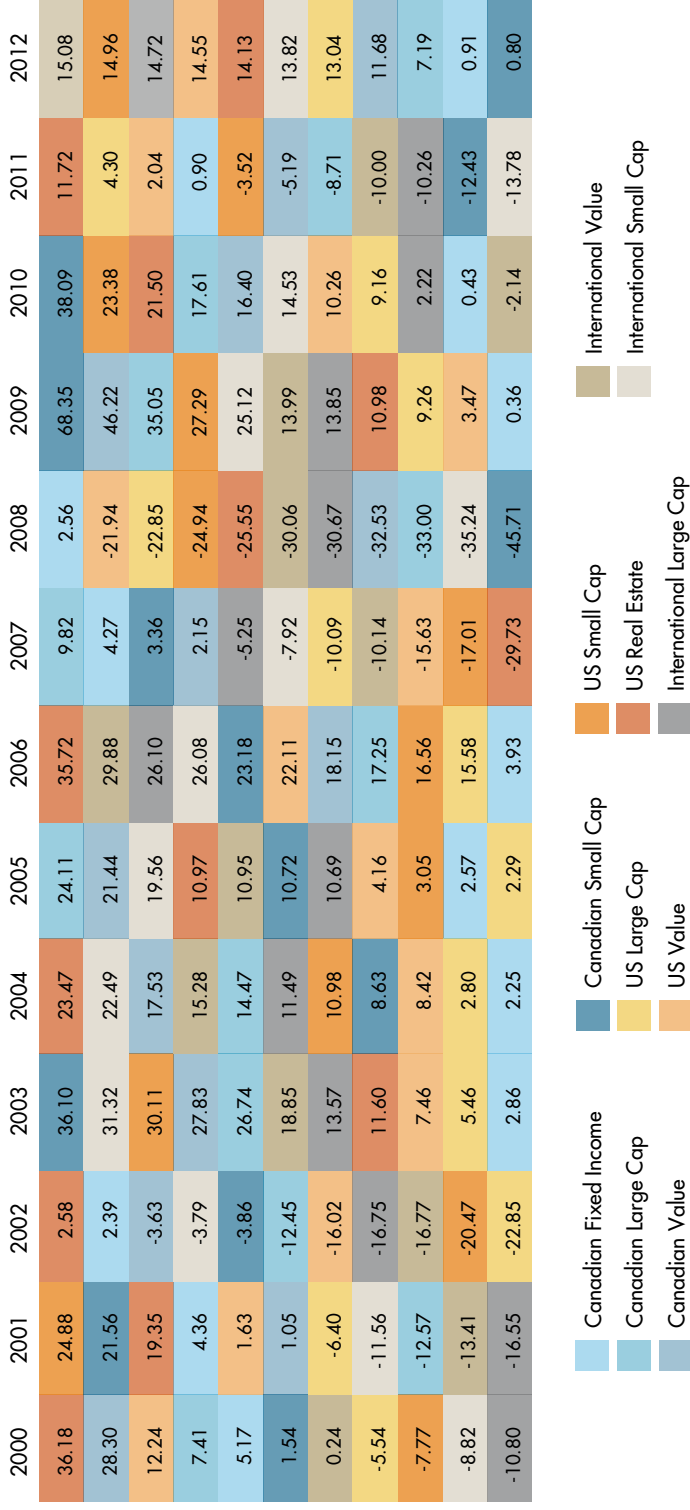 2000 2001 2002 2003 2004 2005 2006 2007 2008 2009 2010 2011 2012
36.18 24.88 2.58 36.10 23.47 24.11 35.72 9.82 2.56 68.35 38.09 11.72 15.08
28.30 21.56 2.39 31.32 22.49 21.44 29.88 4.27 -21.94 46.22 23.38 4.30 14.96
12.24 19.35 -3.63 30.11 17.53 19.56 26.10 3.36 -22.85 35.05 21.50 2.04 14.72
7.41 4.36 -3.79 27.83 15.28 10.97 26.08 2.15 -24.94 27.29 17.61 0.90 14.55
5.17 1.63 -3.86 26.74 14.47 10.95 23.18 -5.25 -25.55 25.12 16.40 -3.52 14.13
1.54 1.05 -12.45 18.85 11.49 10.72 22.11 -7.92 -30.06 13.99 14.53 -5.19 13.82
0.24 -6.40 -16.02 13.57 10.98 10.69 18.15 -10.09 -30.67 13.85 10.26 -8.71 13.04
-5.54 -11.56 -16.75 11.60 8.63 4.16 17.25 -10.14 -32.53 10.98 9.16 -10.00 11.68
-7.77 -12.57 -16.77 7.46 8.42 3.05 16.56 -15.63 -33.00 9.26 2.22 -10.26 7.19
-8.82 -13.41 -20.47 5.46 2.80 2.57 15.58 -17.01 -35.24 3.47 0.43 -12.43 0.91
-10.80 -16.55 -22.85 2.86 2.25 2.29 3.93 -29.73 -45.71 0.36 -2.14 -13.78 0.80
Canadian Fixed Income
Canadian Large Cap
Canadian Value
Canadian Small Cap
US Large Cap
US Value
US Small Cap
US Real Estate
International Large Cap
International Value
International Small Cap